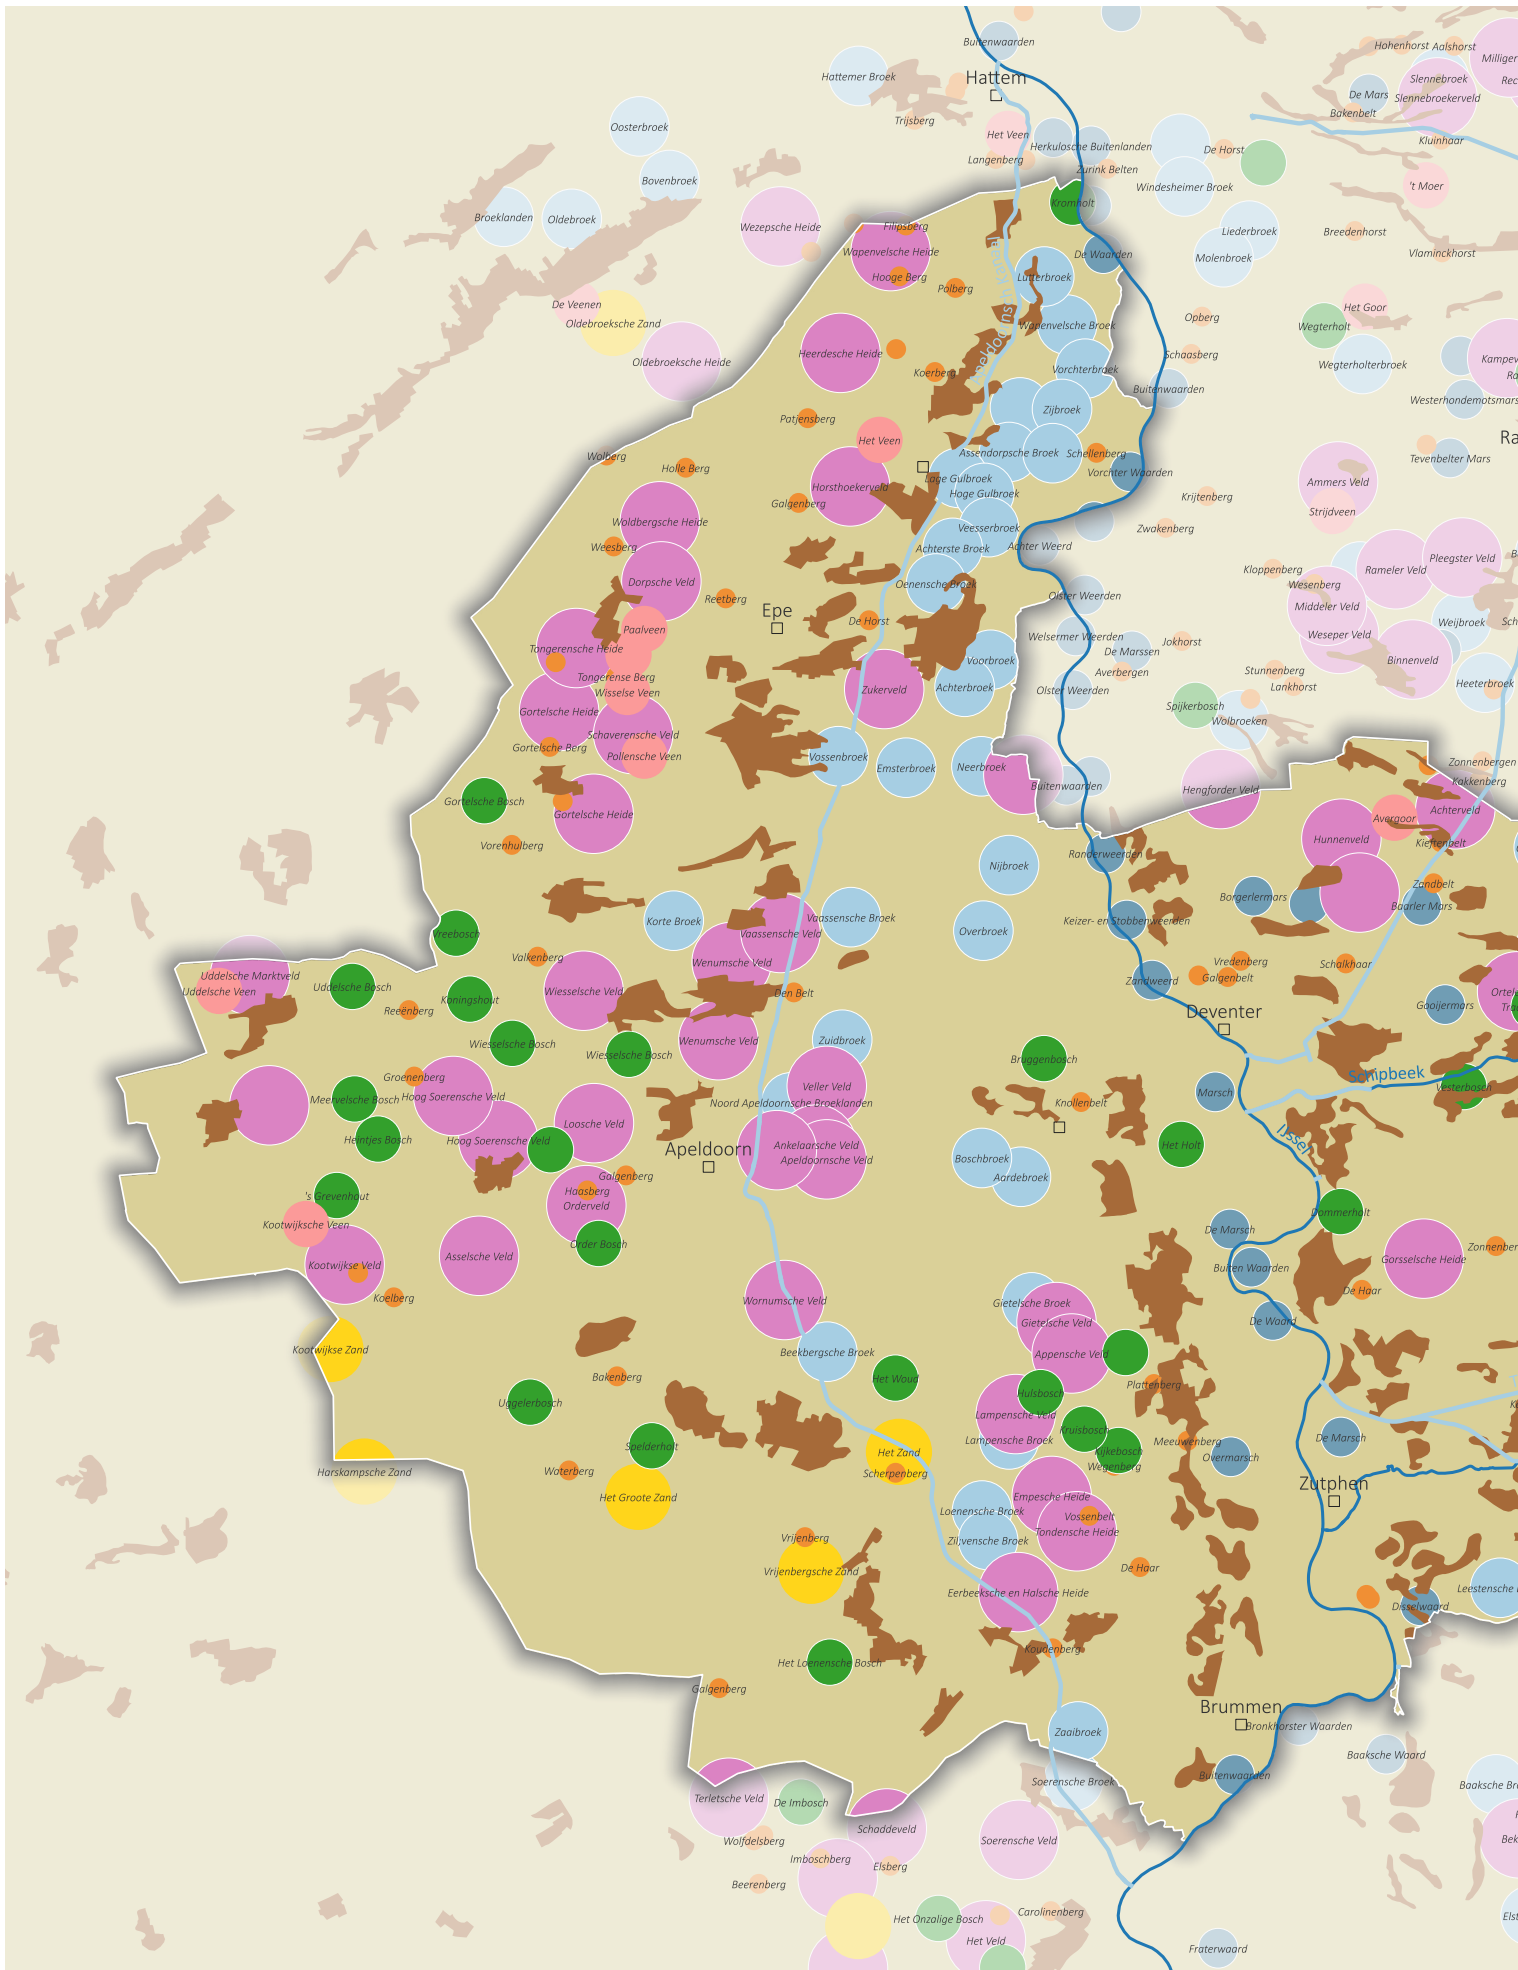 Buitenwaarden
Hohenhorst
Aalshorst
Milliger
Hattemer Broek
Hattem
Slennebroek
Rec
De Mars
Slennebroekerveld
Bakenbelt
Trijsberg
Oosterbroek
Het Veen
Kluinhaar
Herkulosche Buitenlanden
De Horst
Langenberg
Zurink Belten
Bovenbroek
Windesheimer Broek
't Moer
Kromholt
Broeklanden
Oldebroek
Wezepsche Heide
Filipsberg
Liederbroek
Breedenhorst
Wapenvelsche Heide
De Waarden
Molenbroek
Vlaminckhorst
Hooge Berg
Lutterbroek
Polberg
De Veenen
Het Goor
Oldebroeksche Zand
Opberg
Wapenvelsche Broek
Wegterholt
Apeldoornsch Kanaal
Heerdesche Heide
Schaasberg
Kampev
Oldebroeksche Heide
Wegterholterbroek
Koerberg
Vorchterbroek
Ra
Buitenwaarden
Westerhondemotsmars
Zijbroek
Patjensberg
Het Veen
Ra
Assendorpsche Broek
Schellenberg
Wolberg
Tevenbelter Mars
Holle Berg
Vorchter Waarden
Lage Gulbroek
Ammers Veld
Horsthoekerveld
Hoge Gulbroek
Krijtenberg
Galgenberg
Strijdveen
Woldbergsche Heide
Veesserbroek
Zwakenberg
Weesberg
Achterste Broek
Achter Weerd
Pleegster Veld
Kloppenberg
Rameler Veld
Dorpsche Veld
Oenensche Broek
Wesenberg
Olster Weerden
Reetberg
Middeler Veld
Epe
De Horst
Weijbroek
Sch
Paalveen
Welsermer Weerden
Weseper Veld
Tongerensche Heide
De Marssen
Jokhorst
Voorbroek
Binnenveld
Averbergen
Stunnenberg
Tongerense Berg
Achterbroek
Zukerveld
Olster Weerden
Lankhorst
Heeterbroek
Wisselse Veen
Spijkerbosch
Gortelsche Heide
Wolbroeken
Schaverensche Veld
Gortelsche Berg
Pollensche Veen
Vossenbroek
Zonnenbergen
Emsterbroek
Neerbroek
Kakkenberg
Buitenwaarden
Hengforder Veld
Gortelsche Bosch
Achterveld
Gortelsche Heide
Avergoor
Vorenhulberg
Hunnenveld
Kieftenbelt
Randerweerden
Nijbroek
Zandbelt
Borgerlermars
Baarler Mars
Korte Broek
Vaassensche Broek
Keizer- en Stobbenweerden
Vreebosch
Vaassensche Veld
Overbroek
Valkenberg
Wenumsche Veld
Vredenberg
Schalkhaar
Uddelsche Marktveld
Galgenbelt
Zandweerd
Uddelsche Veen
Uddelsche Bosch
Wiesselsche Veld
Den Belt
Ortele
Koningshout
Gooijermars
Reeënberg
Deventer
Wiesselsche Bosch
Wenumsche Veld
Zuidbroek
Wiesselsche Bosch
Bruggenbosch
Groenenberg
Schipbeek
Veller Veld
Vesterbosch
Meervelsche Bosch
Hoog Soerensche Veld
Marsch
Noord Apeldoornsche Broeklanden
Knollenbelt
Loosche Veld
Heintjes Bosch
Hoog Soerensche Veld
IJssel
Ankelaarsche Veld
Het Holt
Apeldoorn
Apeldoornsche Veld
Boschbroek
Galgenberg
Aardebroek
's Grevenhout
Haasberg
Orderveld
Dommerholt
Kootwijksche Veen
De Marsch
Order Bosch
Zonnenber
Asselsche Veld
Gorsselsche Heide
Kootwijkse Veld
Buiten Waarden
De Haar
Koelberg
Wornumsche Veld
Gietelsche Broek
De Waard
Gietelsche Veld
Kootwijkse Zand
Beekbergsche Broek
Appensche Veld
Bakenberg
Het Woud
Plattenberg
Hulsbosch
Uggelerbosch
Lampensche Veld
Kruisbosch
De Marsch
Lampensche Broek
Meeuwenberg
Spelderholt
Kijkebosch
Het Zand
Overmarsch
Harskampsche Zand
Waterberg
Scherpenberg
Wegenberg
Zutphen
Het Groote Zand
Empesche Heide
Loenensche Broek
Vossenbelt
Tondensche Heide
Vrijenberg
Zilvensche Broek
De Haar
Vrijenbergsche Zand
Leestensche
Eerbeeksche en Halsche Heide
Disselwaard
Koudenberg
Het Loenensche Bosch
Galgenberg
Brummen
Zaaibroek
Bronkhorster Waarden
Baaksche Waard
Buitenwaarden
Soerensche Broek
Baaksche Br
Terletsche Veld
De Imbosch
Schaddeveld
Wolfdelsberg
Soerensche Veld
Bek
Imboschberg
Elsberg
Beerenberg
Carolinenberg
Het Onzalige Bosch
Elst
Het Veld
Fraterwaard